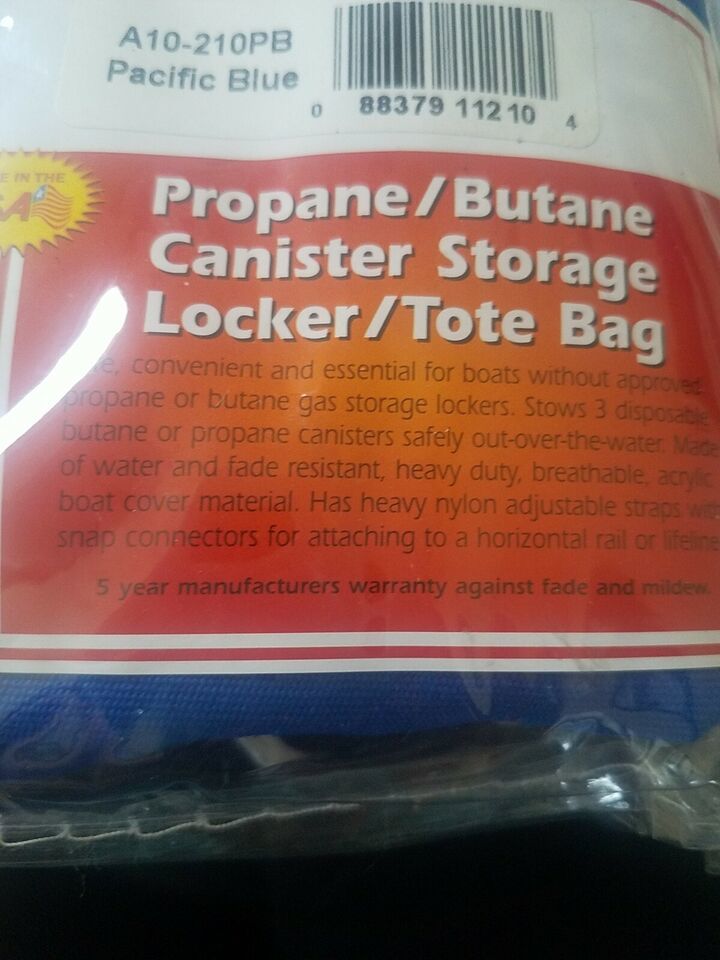 A10-210PB
Pacific Blue
0 88379 11210 4
E IN THE
Propane/Butane
Canister Storage
Locker/Tote Bag
convenient and essential for boats without approved
propane or butane gas storage lockers. Stows 3 disposable
butane or propane canisters safely out-over-the-water. Made
of water and fade resistant, heavy duty, breathable, acrylic
boat cover material. Has heavy nylon adjustable straps with
snap connectors for attaching to a horizontal rail or lifeline
5 year manufacturers warranty against fade and mildew.